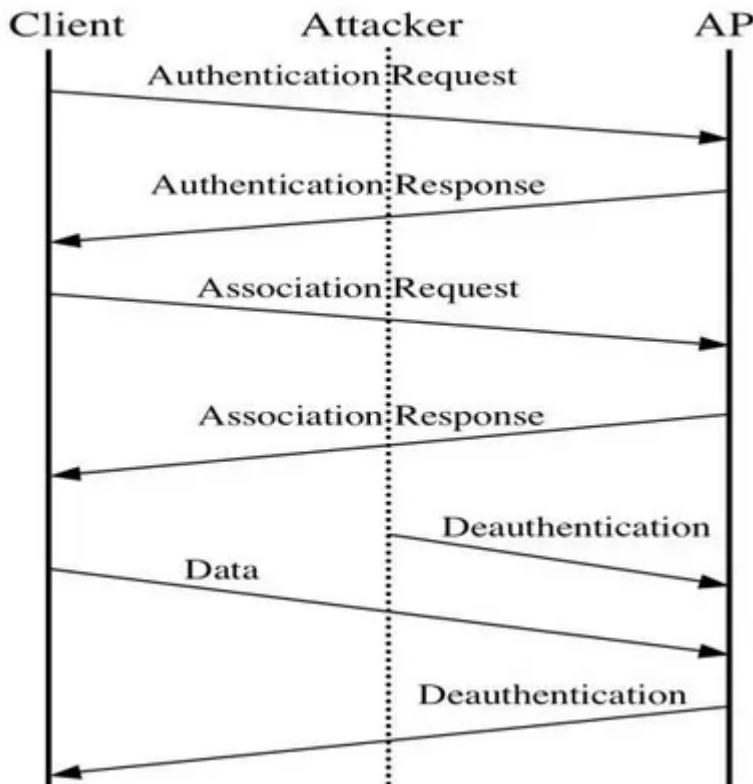 Client Attacker AP
Authentication Request
Authentication Response
Association Request
Association Response
Deauthentication
Data
Deauthentication